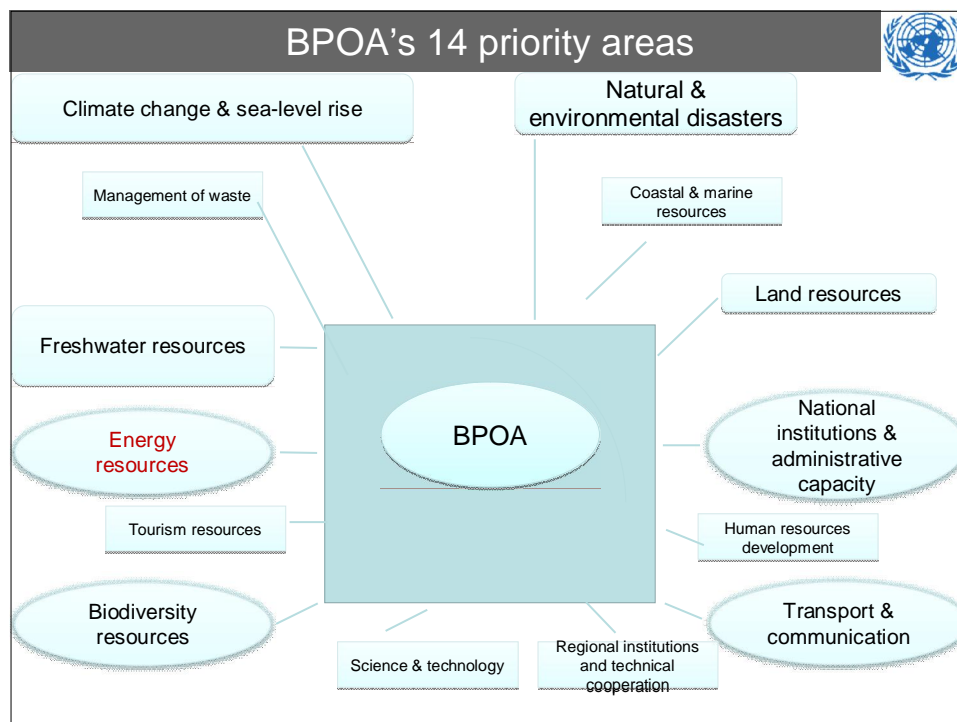 BPOA's 14 priority areas
Climate change & sea-level rise
Natural &
environmental disasters
Management of waste
Coastal & marine
resources
Land resources
Freshwater resources
BPOA
National
institutions &
administrative
capacity
Energy
resources
Tourism resources
Human resources
development
Biodiversity
resources
Transport &
communication
Science & technology
Regional institutions
and technical
cooperation